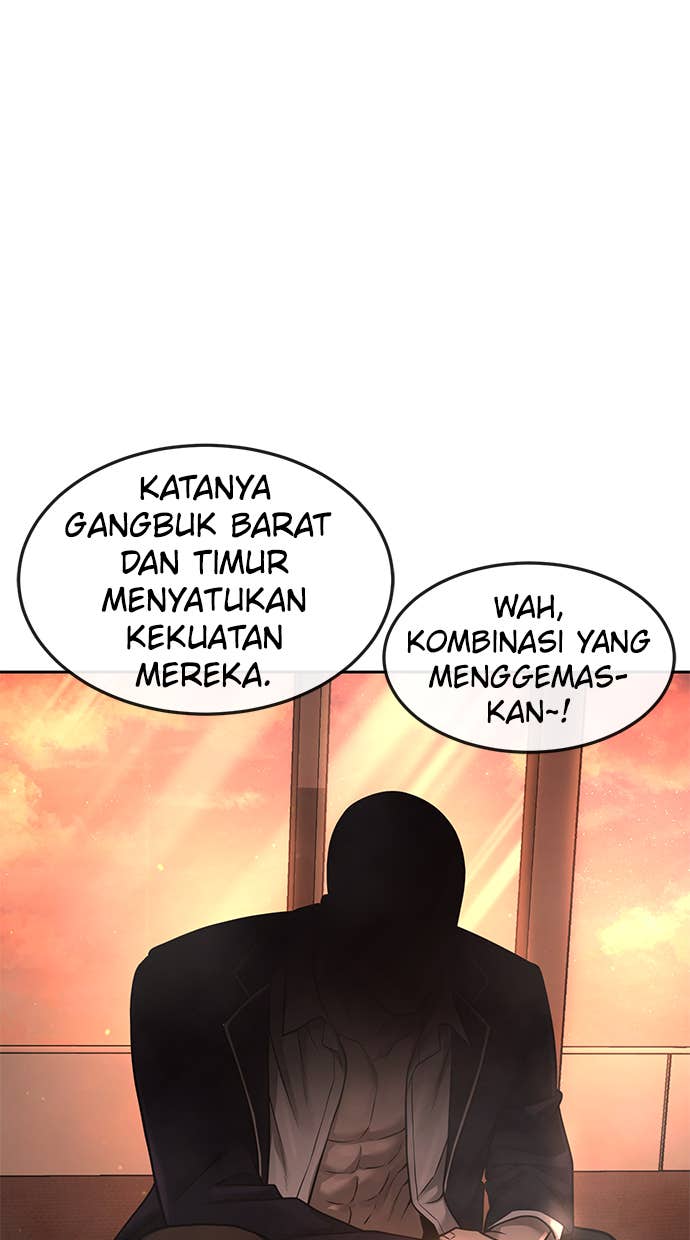 KATANYA
GANGBUK BARAT
DAN TIMUR
MENYATUKAN
KEKUATAN
MEREKA.
WAH,
KOMBINASI YANG
MENGGEMAS-
KAN~!